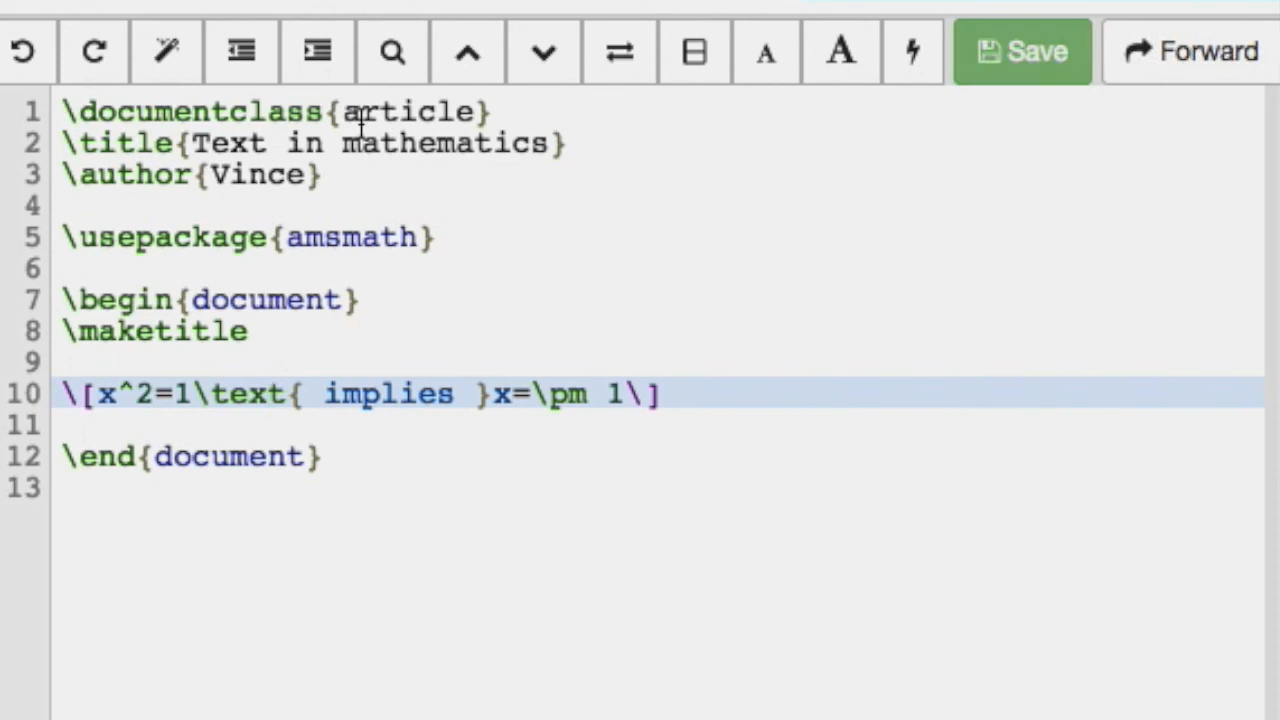 A A Save Forward
1 \documentclass{article}
2 \title{Text in mathematics}
3 \author{Vince}
4
5 \usepackage{amsmath}
6
7 \begin{document}
8 \maketitle
9
10 \[x^2=1\text{ implies }x=\pm 1\]
11
12 \end{document}
13